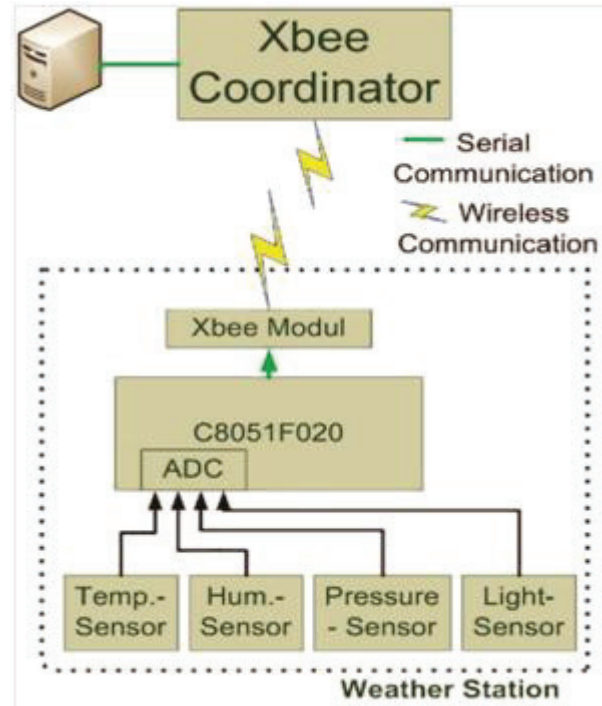 Xbee
Coordinator
Serial
Communication
Wireless
Communication
Xbee Modul
C8051F020
ADC
Temp.-
Sensor
Hum.-
Sensor
Pressure
- Sensor
Light-
Sensor
Weather Station